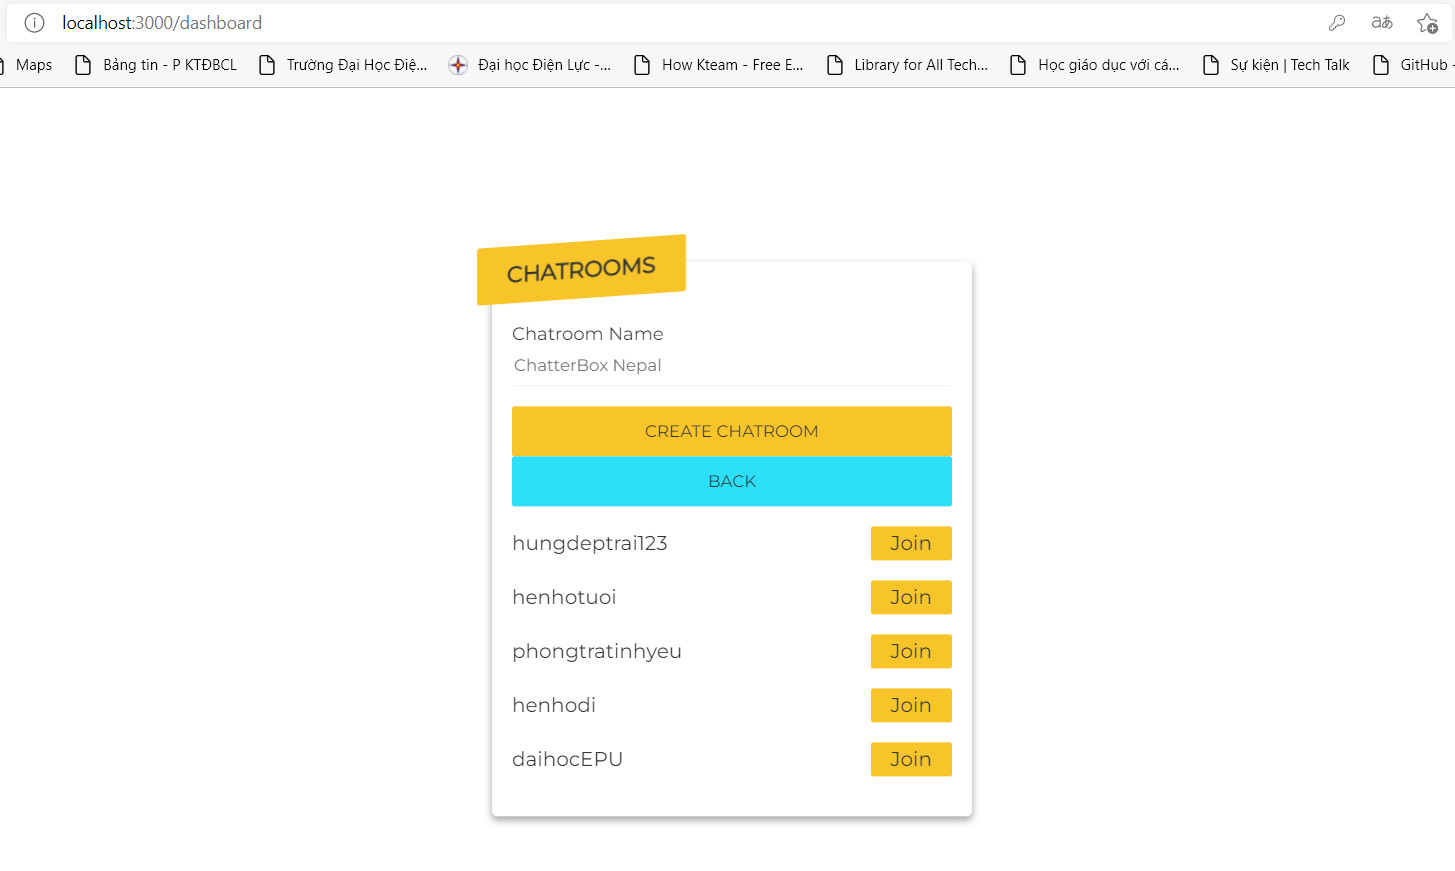 localhost:3000/dashboard
Maps Bảng tin - P KTĐBCL Trường Đại Học Điệ... Đại học Điện Lực -... How Kteam - Free E... Library for All Tech... Học giáo dục với cá... Sự kiện | Tech Talk GitHub -
CHATROOMS
Chatroom Name
ChatterBox Nepal
CREATE CHATROOM
BACK
hungdeptrai123 Join
henhotuoi Join
phongtratinhyeu Join
henhodi Join
daihocEPU Join